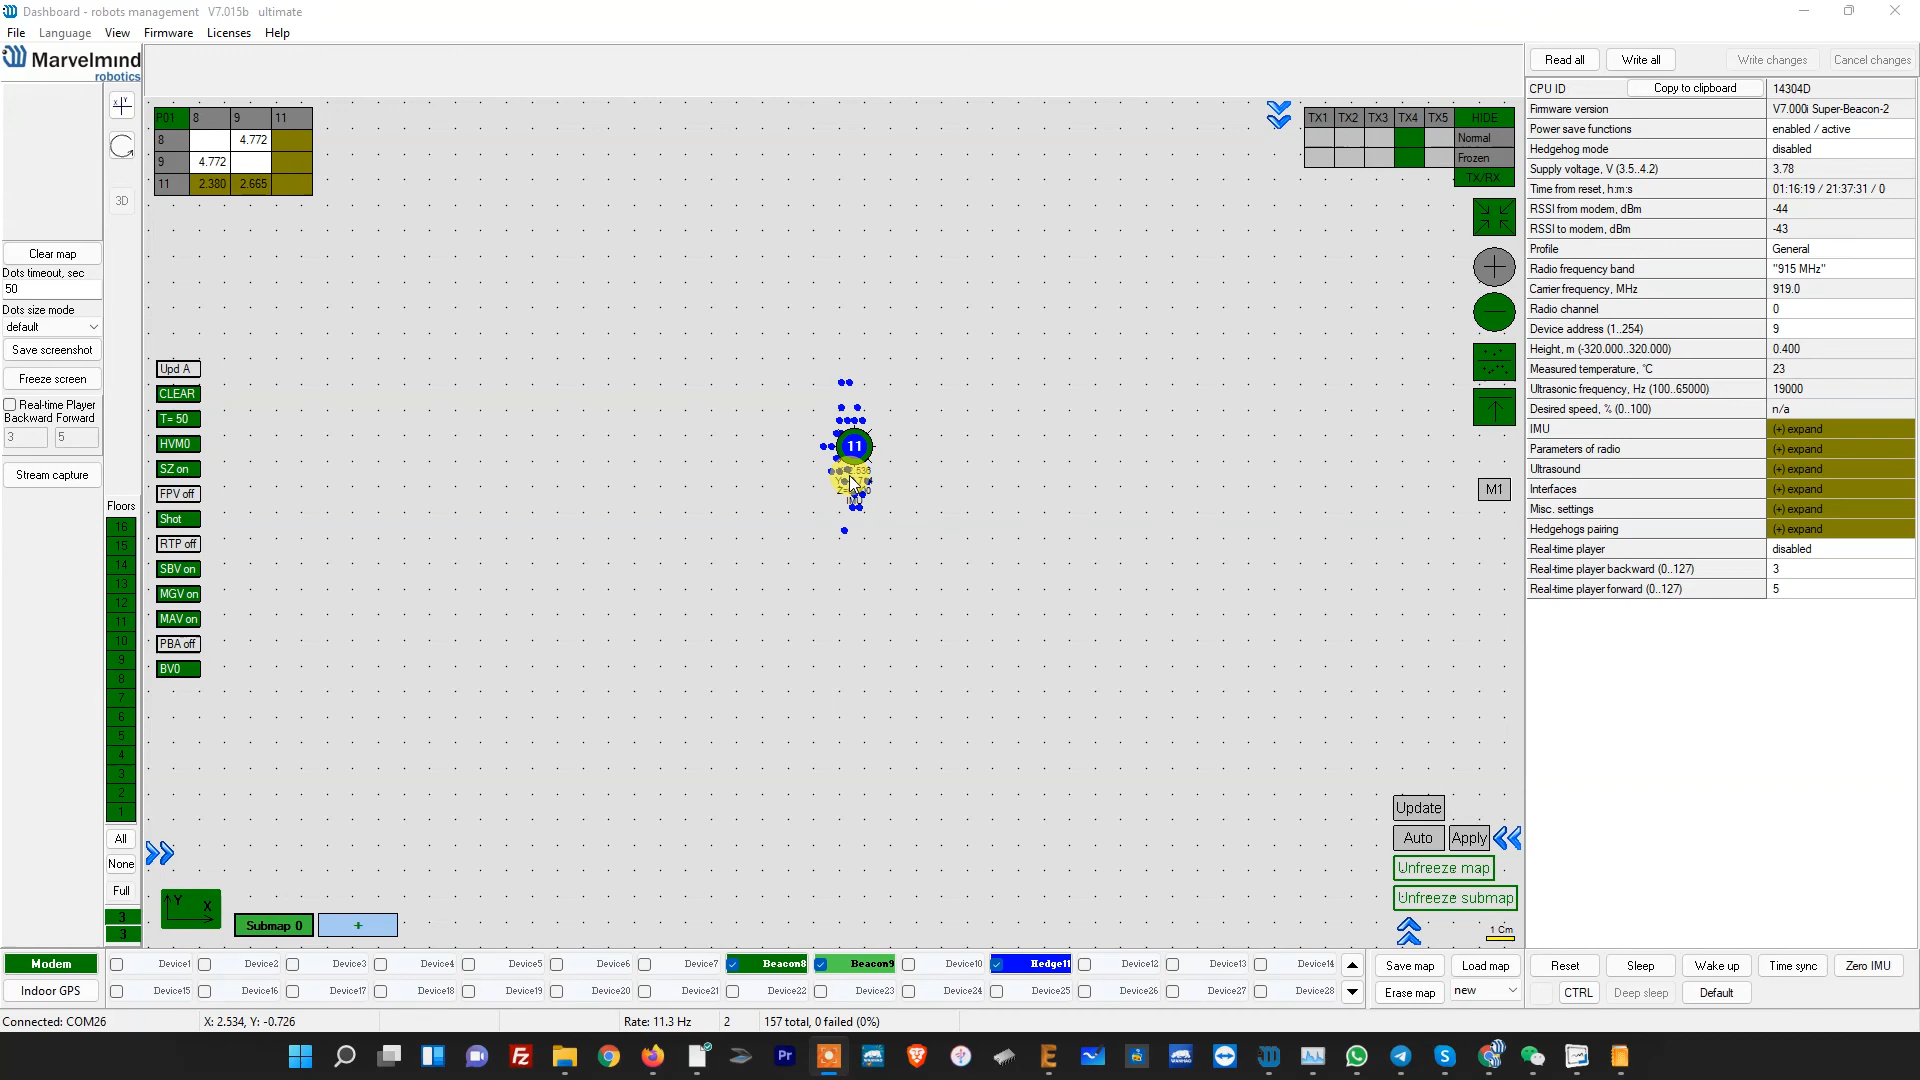 Dashboard - robots management V7.015b ultimate
File Language View Firmware Licenses Help
Marvelmind
robotics
Read all Write all Write changes Cancel changes
CPU ID Copy to clipboard 14304D
Firmware version V7.000i Super-Beacon-2
Power save functions enabled / active
Hedgehog mode disabled
Supply voltage, V (3.5..4.2) 3.78
Time from reset, h:m:s 01:16:19 / 21:37:31 / 0
RSSI from modem, dBm -44
RSSI to modem, dBm -43
Profile General
Radio frequency band "915 MHz"
Carrier frequency, MHz 919.0
Radio channel 0
Device address (1..254) 9
Height, m (-320.000..320.000) 0.400
Measured temperature, °C 23
Ultrasonic frequency, Hz (100..65000) 19000
Desired speed, % (0..100) n/a
IMU (+) expand
Parameters of radio (+) expand
Ultrasound (+) expand
Interfaces (+) expand
Misc. settings (+) expand
Hedgehogs pairing (+) expand
Real-time player disabled
Real-time player backward (0..127) 3
Real-time player forward (0..127) 5
P01 8 9 11
8 4.772
9 4.772
11 2.380 2.665
TX1 TX2 TX3 TX4 TX5 HIDE
Normal
Frozen
TX/RX
X Y
3D
Clear map
Dots timeout, sec
50
Dots size mode
default
Save screenshot
Freeze screen
Real-time Player
Backward Forward
3 5
Stream capture
Upd A
CLEAR
T= 50
HVM0
SZ on
FPV off
Shot
RTP off
SBV on
MGV on
MAV on
PBA off
BV0
Floors
16
15
14
13
12
11
10
9
8
7
6
5
4
3
2
1
All
None
Full
3
3
11
IMU
M1
Update
Auto Apply
Unfreeze map
Unfreeze submap
1 Cm
Y X
Submap 0 +
Modem Device1 Device2 Device3 Device4 Device5 Device6 Device7 Beacon8 Beacon9 Device10 Hedge11 Device12 Device13 Device14
Indoor GPS Device15 Device16 Device17 Device18 Device19 Device20 Device21 Device22 Device23 Device24 Device25 Device26 Device27 Device28
Save map Load map Reset Sleep Wake up Time sync Zero IMU
Erase map new CTRL Deep sleep Default
Connected: COM26 X: 2.534, Y: -0.726 Rate: 11.3 Hz 2 157 total, 0 failed (0%)
Fz Pr E